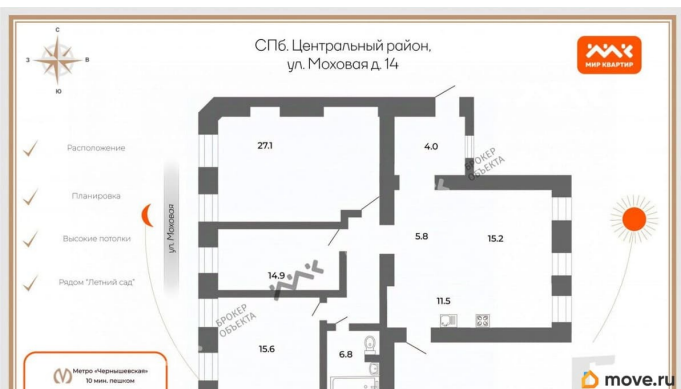 СПб. Центральный район,
ул. Моховая д. 14
МИР КВАРТИР
С
З
В
Ю
Расположение
Планировка
Высокие потолки
Рядом "Летний сад"
ул. Моховая
27.1
4.0
БРОКЕР
ОБЪЕКТА
5.8
15.2
14.9
11.5
БРОКЕР
ОБЪЕКТА
15.6
6.8
Метро «Чернышевская»
10 мин. пешком
move.ru